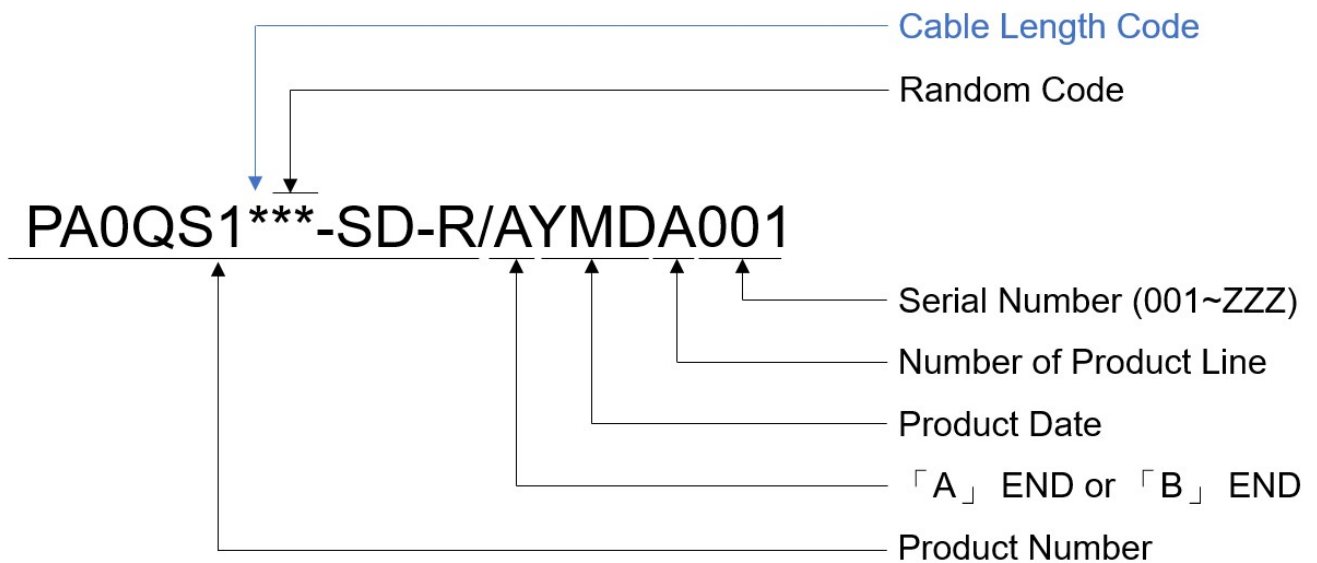 Cable Length Code
Random Code
PA0QS1***-SD-R/AYMDA001
Serial Number (001~ZZZ)
Number of Product Line
Product Date
「A」 END or 「B」 END
Product Number